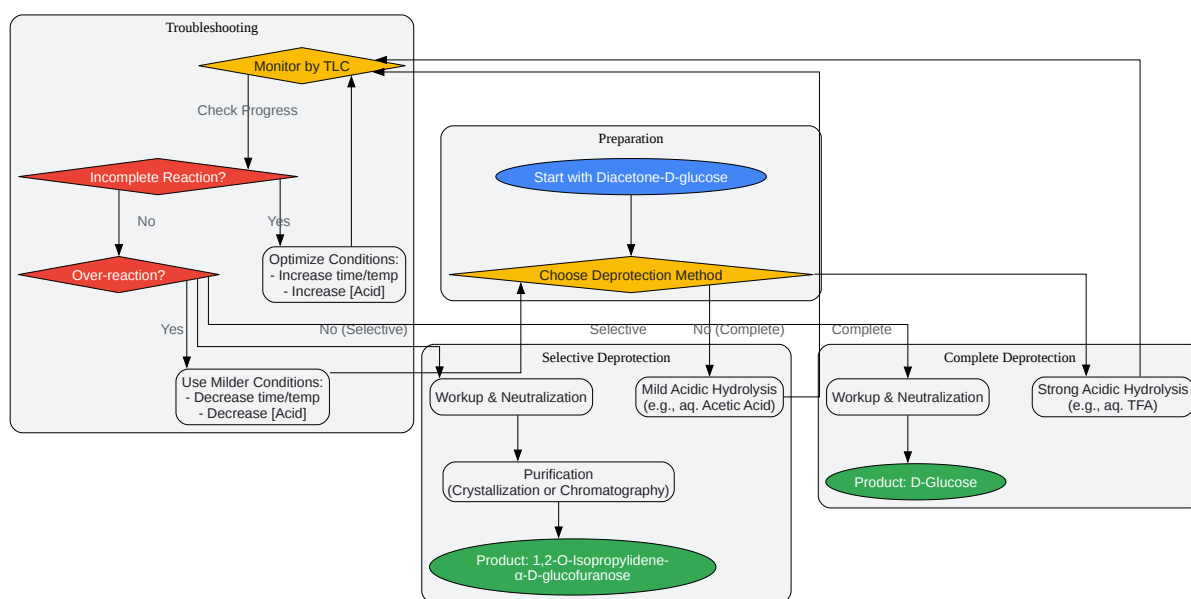 Troubleshooting
Monitor by TLC
Check Progress
Incomplete Reaction?
No
Yes
Over-reaction?
Optimize Conditions:
- Increase time/temp
- Increase [Acid]
Yes
No (Selective)
Use Milder Conditions:
- Decrease time/temp
- Decrease [Acid]
Preparation
Start with Diacetone-D-glucose
Choose Deprotection Method
Selective
No (Complete)
Complete
Selective Deprotection
Workup & Neutralization
Mild Acidic Hydrolysis
(e.g., aq. Acetic Acid)
Purification
(Crystallization or Chromatography)
Product: 1,2-O-Isopropylidene-
α-D-glucofuranose
Complete Deprotection
Workup & Neutralization
Strong Acidic Hydrolysis
(e.g., aq. TFA)
Product: D-Glucose